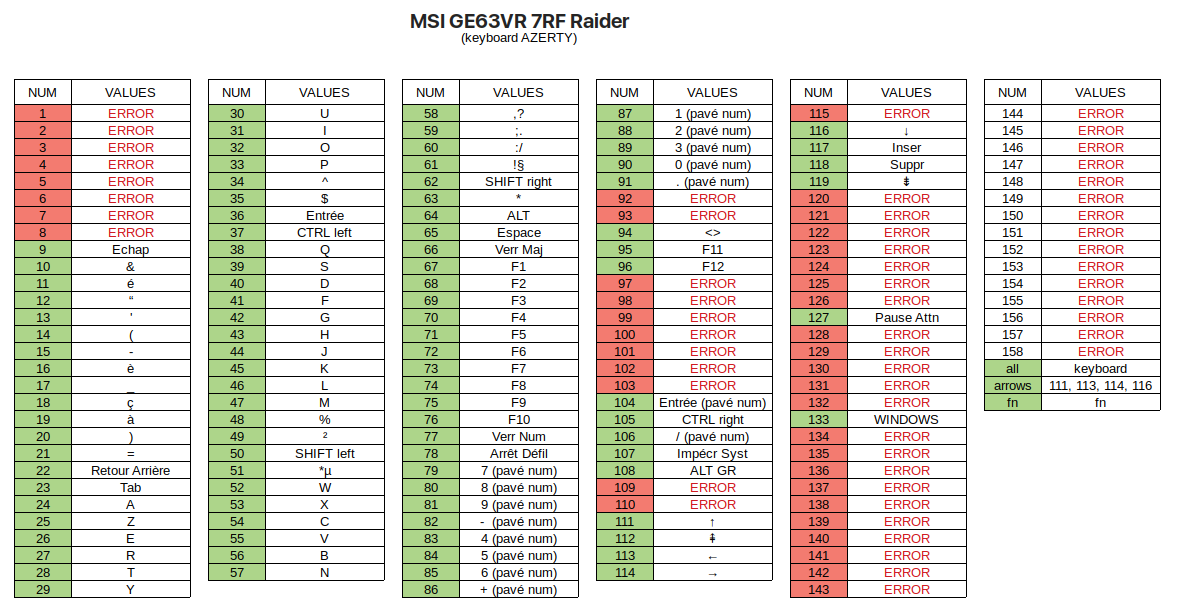 MSI GE63VR 7RF Raider
(keyboard AZERTY)
NUM VALUES
1 ERROR
2 ERROR
3 ERROR
4 ERROR
5 ERROR
6 ERROR
7 ERROR
8 ERROR
9 Echap
10 &
11 é
12 “
13 '
14 (
15 -
16 è
17 _
18 ç
19 à
20 )
21 =
22 Retour Arrière
23 Tab
24 A
25 Z
26 E
27 R
28 T
29 Y
NUM VALUES
30 U
31 I
32 O
33 P
34 ^
35 $
36 Entrée
37 CTRL left
38 Q
39 S
40 D
41 F
42 G
43 H
44 J
45 K
46 L
47 M
48 %
49 ²
50 SHIFT left
51 *µ
52 W
53 X
54 C
55 V
56 B
57 N
NUM VALUES
58 ,?
59 ;.
60 :/
61 !§
62 SHIFT right
63 *
64 ALT
65 Espace
66 Verr Maj
67 F1
68 F2
69 F3
70 F4
71 F5
72 F6
73 F7
74 F8
75 F9
76 F10
77 Verr Num
78 Arrêt Défil
79 7 (pavé num)
80 8 (pavé num)
81 9 (pavé num)
82 - (pavé num)
83 4 (pavé num)
84 5 (pavé num)
85 6 (pavé num)
86 + (pavé num)
NUM VALUES
87 1 (pavé num)
88 2 (pavé num)
89 3 (pavé num)
90 0 (pavé num)
91 . (pavé num)
92 ERROR
93 ERROR
94 <>
95 F11
96 F12
97 ERROR
98 ERROR
99 ERROR
100 ERROR
101 ERROR
102 ERROR
103 ERROR
104 Entrée (pavé num)
105 CTRL right
106 / (pavé num)
107 Impécr Syst
108 ALT GR
109 ERROR
110 ERROR
111 ↑
112 ⇞
113 ←
114 →
NUM VALUES
115 ERROR
116 ↓
117 Inser
118 Suppr
119 ⇟
120 ERROR
121 ERROR
122 ERROR
123 ERROR
124 ERROR
125 ERROR
126 ERROR
127 Pause Attn
128 ERROR
129 ERROR
130 ERROR
131 ERROR
132 ERROR
133 WINDOWS
134 ERROR
135 ERROR
136 ERROR
137 ERROR
138 ERROR
139 ERROR
140 ERROR
141 ERROR
142 ERROR
143 ERROR
NUM VALUES
144 ERROR
145 ERROR
146 ERROR
147 ERROR
148 ERROR
149 ERROR
150 ERROR
151 ERROR
152 ERROR
153 ERROR
154 ERROR
155 ERROR
156 ERROR
157 ERROR
158 ERROR
all keyboard
arrows 111, 113, 114, 116
fn fn